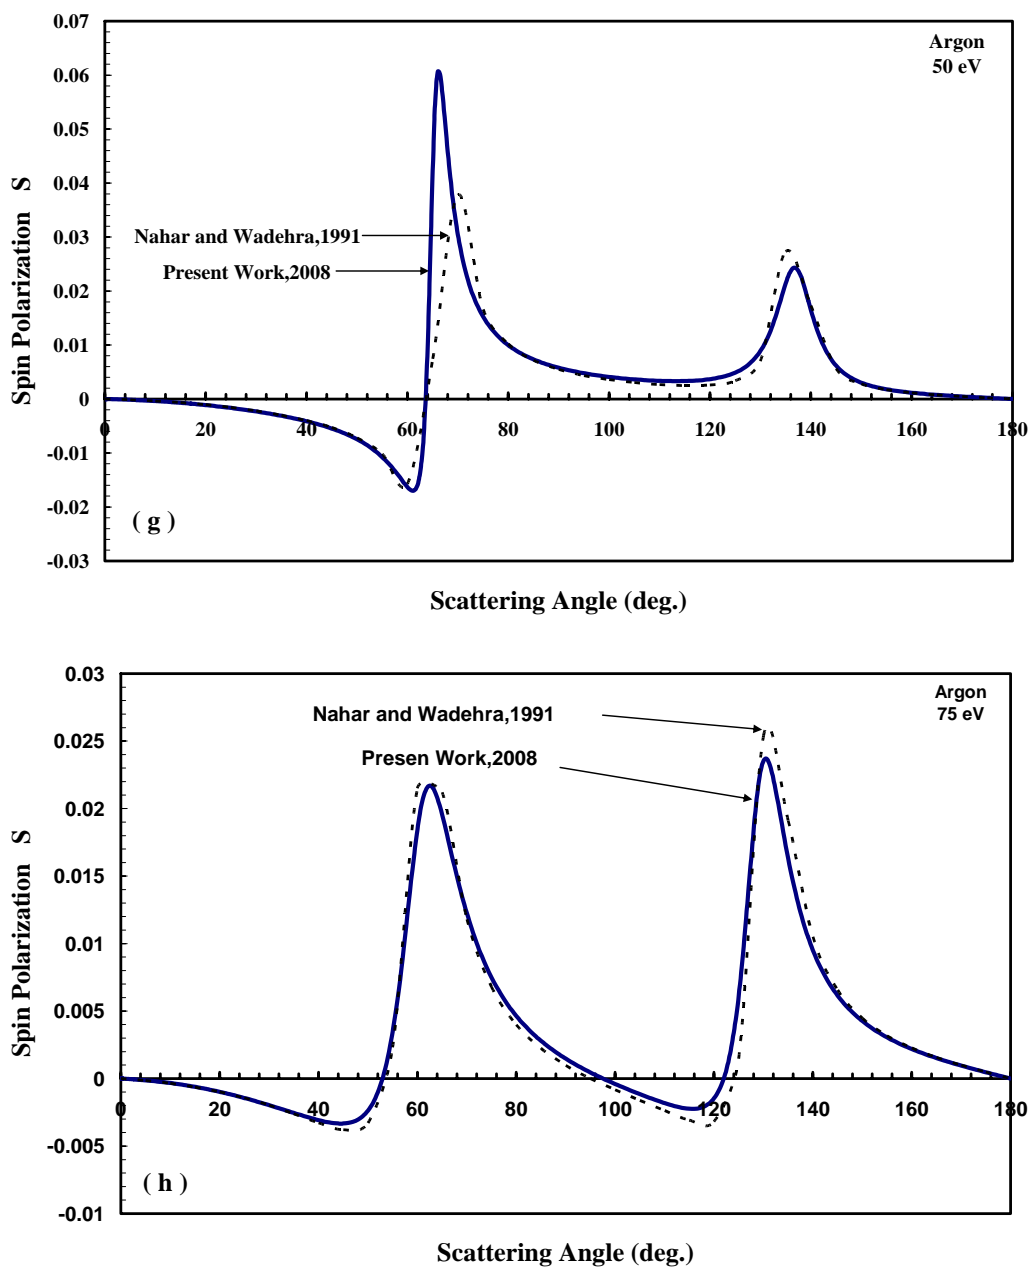 0.07
Argon
50 eV
0.06
0.05
0.04
0.03
Nahar and Wadehra,1991
Present Work,2008
0.02
0.01
0
0 20 40 60 80 100 120 140 160 180
-0.01
-0.02
( g )
-0.03
Spin Polarization S
Scattering Angle (deg.)
0.03
Argon
75 eV
Nahar and Wadehra,1991
0.025
Presen Work,2008
0.02
0.015
0.01
0.005
0
0 20 40 60 80 100 120 140 160 180
-0.005
( h )
-0.01
Spin Polarization S
Scattering Angle (deg.)